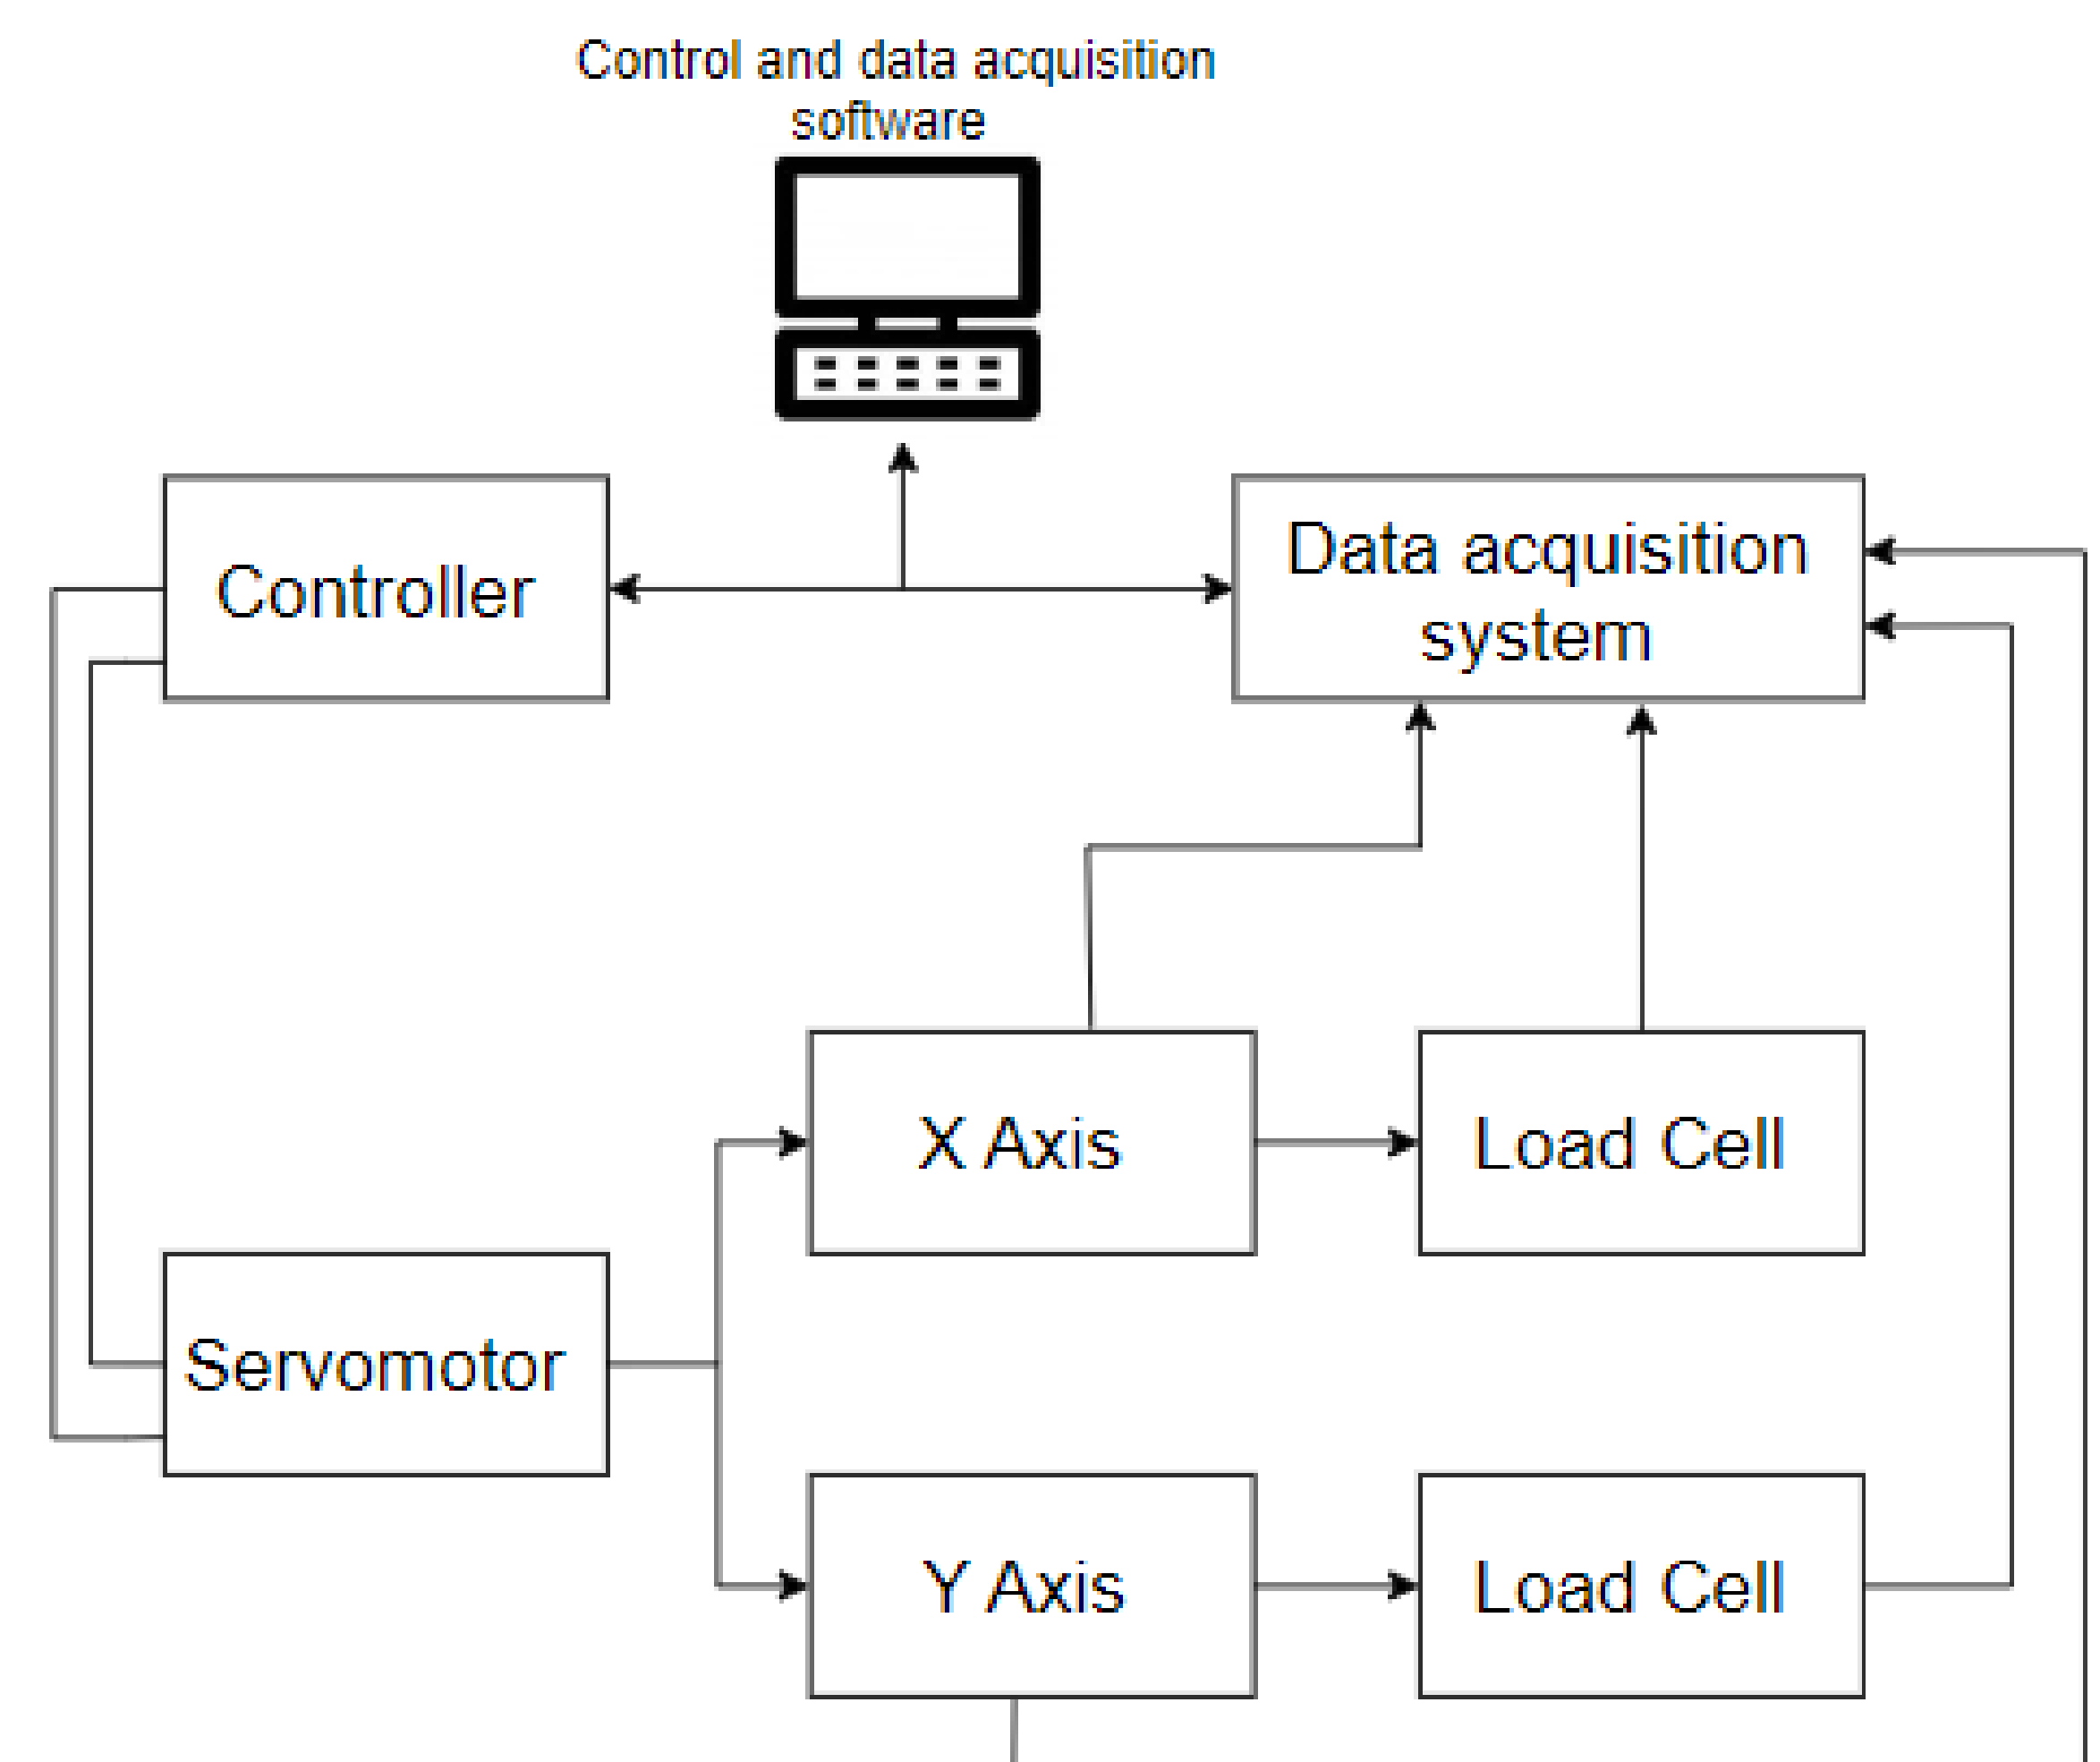 Control and data acquisition
software
Controller
Data acquisition
system
X Axis
Load Cell
Servomotor
Y Axis
Load Cell